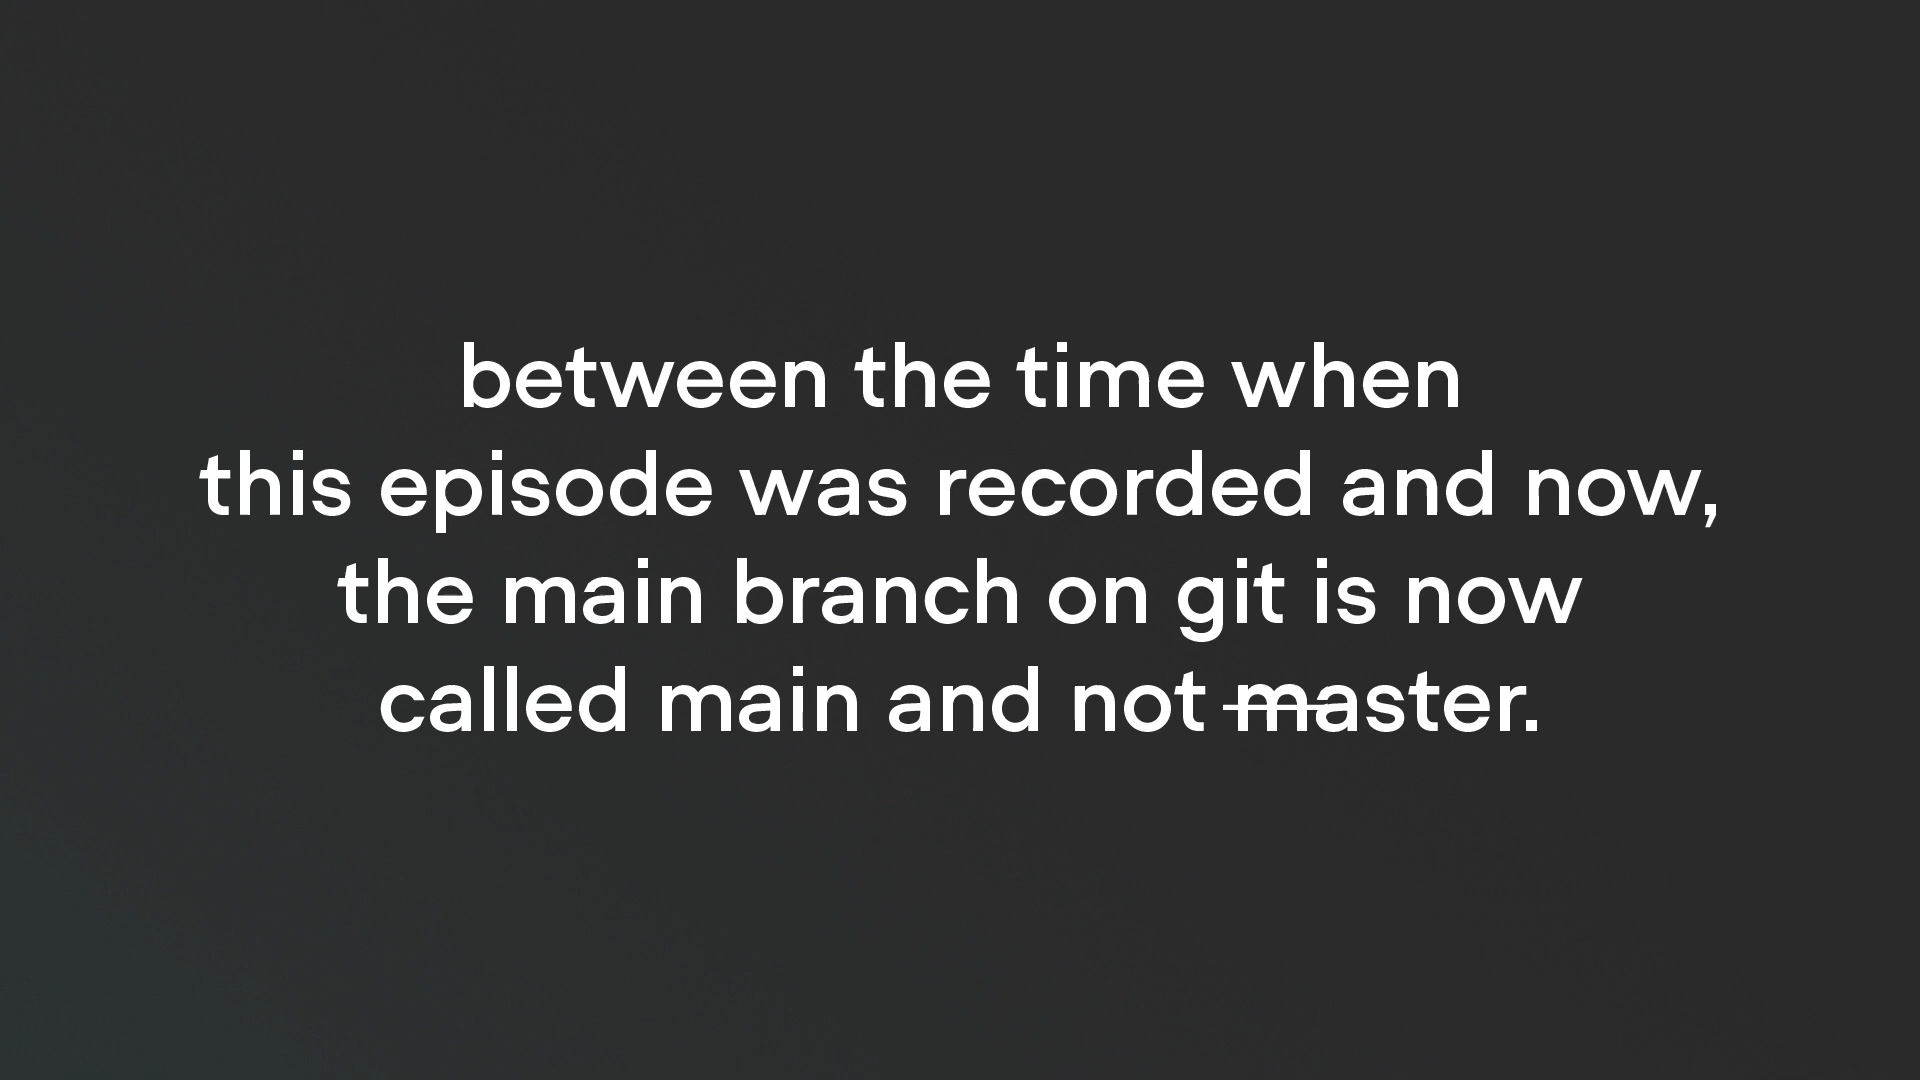 between the time when
this episode was recorded and now,
the main branch on git is now
called main and not master.